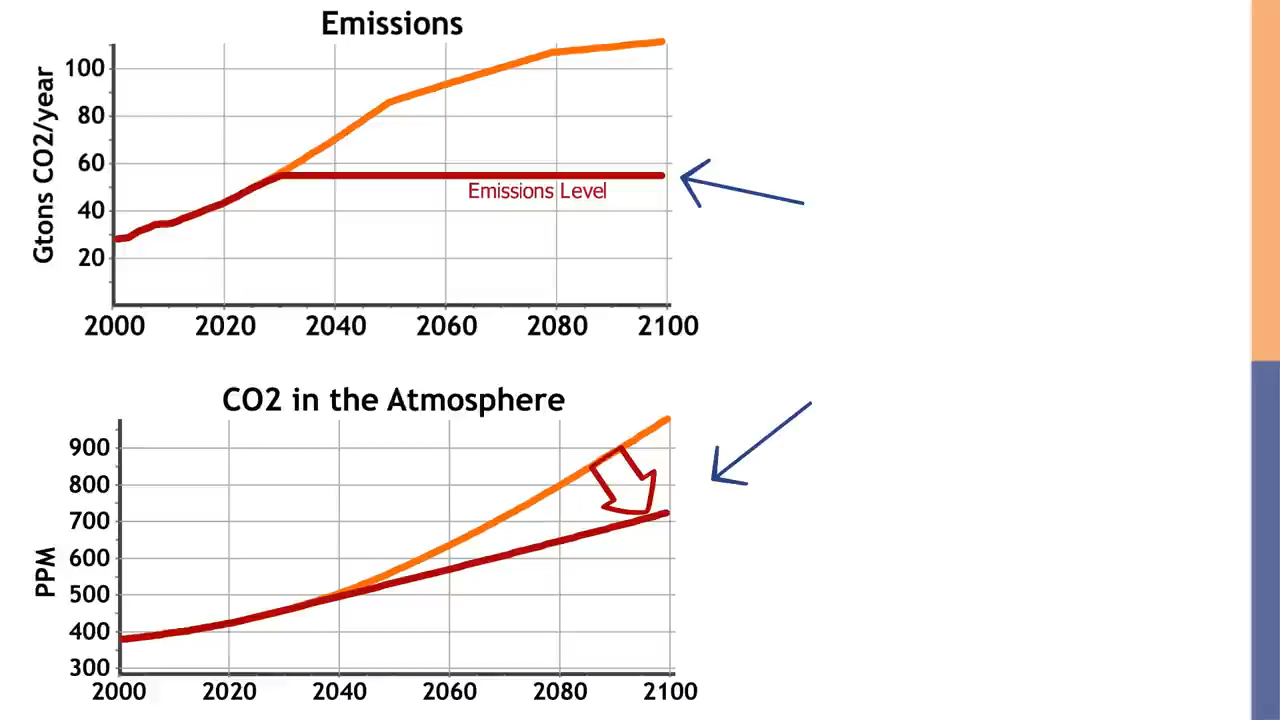 Emissions
Gtons CO2/year
100
80
60
40
20
Emissions Level
2000 2020 2040 2060 2080 2100
CO2 in the Atmosphere
PPM
900
800
700
600
500
400
300
2000 2020 2040 2060 2080 2100